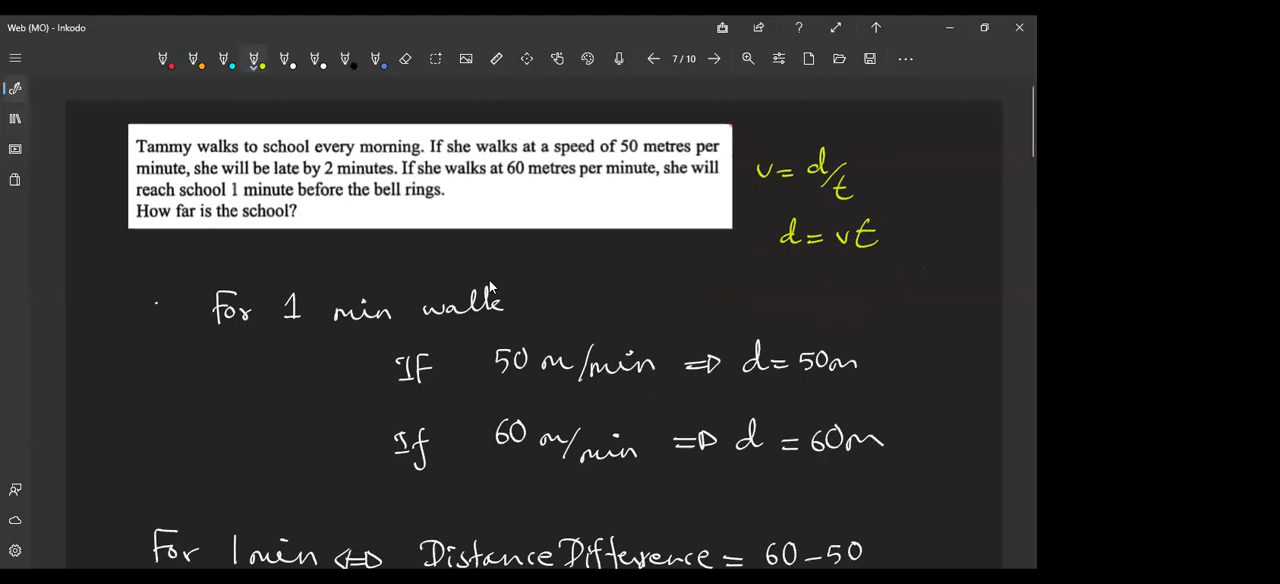 Web (MO) - Inkodo
7 / 10
Tammy walks to school every morning. If she walks at a speed of 50 metres per
minute, she will be late by 2 minutes. If she walks at 60 metres per minute, she will
reach school 1 minute before the bell rings.
How far is the school?
v = d/t
d = vt
For 1 min walk
If 50 m/min ⇒ d = 50m
If 60 m/min ⇒ d = 60m
For 1 min ⇔ Distance Difference = 60 - 50